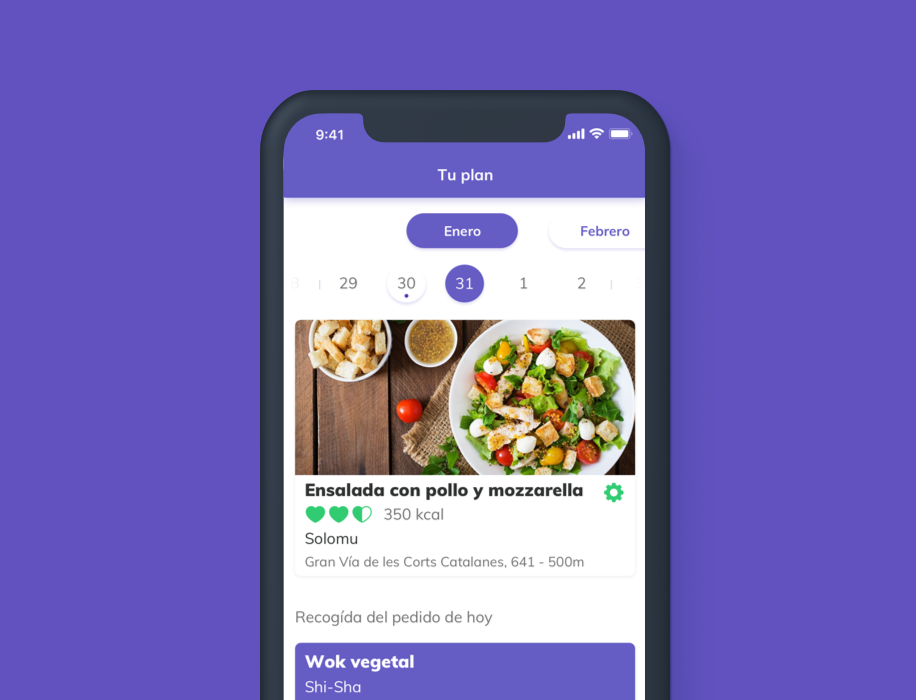 9:41
Tu plan
Enero Febrero
29 30 31 1 2
Ensalada con pollo y mozzarella
350 kcal
Solomu
Gran Vía de les Corts Catalanes, 641 - 500m
Recogída del pedido de hoy
Wok vegetal
Shi-Sha